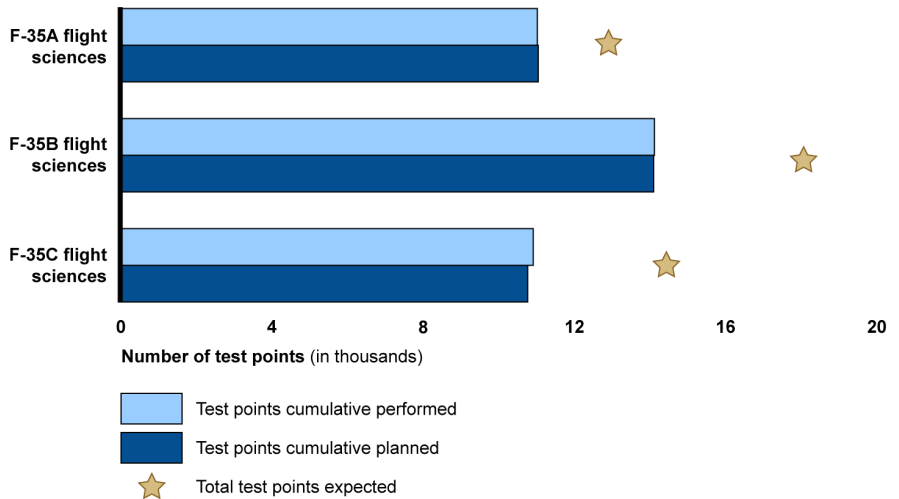 F-35A flight
sciences
F-35B flight
sciences
F-35C flight
sciences
0 4 8 12 16 20
Number of test points (in thousands)
Test points cumulative performed
Test points cumulative planned
Total test points expected